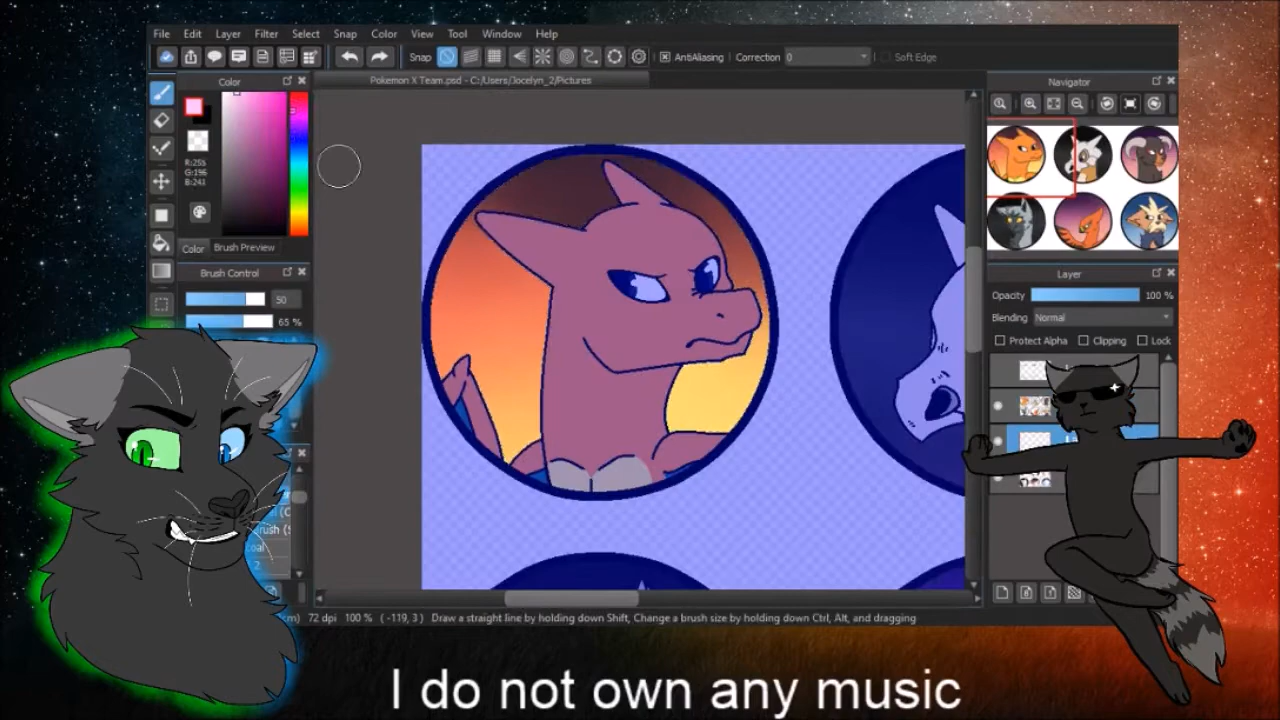 File Edit Layer Filter Select Snap Color View Tool Window Help
Snap AntiAliasing Correction 0 Soft Edge
Color
Pokemon X Team.psd - C:/Users/Jocelyn_2/Pictures
Navigator
R:255
G:196
B:241
Color Brush Preview
Brush Control
50
65 %
Layer
Opacity 100 %
Blending Normal
Protect Alpha Clipping Lock
72 dpi 100 % ( -119, 3 ) Draw a straight line by holding down Shift, Change a brush size by holding down Ctrl, Alt, and dragging
I do not own any music